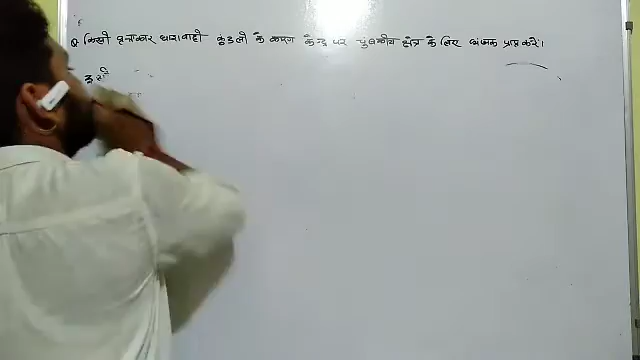 Q. किसी वृत्ताकार धारावाही कुंडली के कारण केन्द्र पर चुंबकीय क्षेत्र के लिए व्यंजक प्राप्त करें।